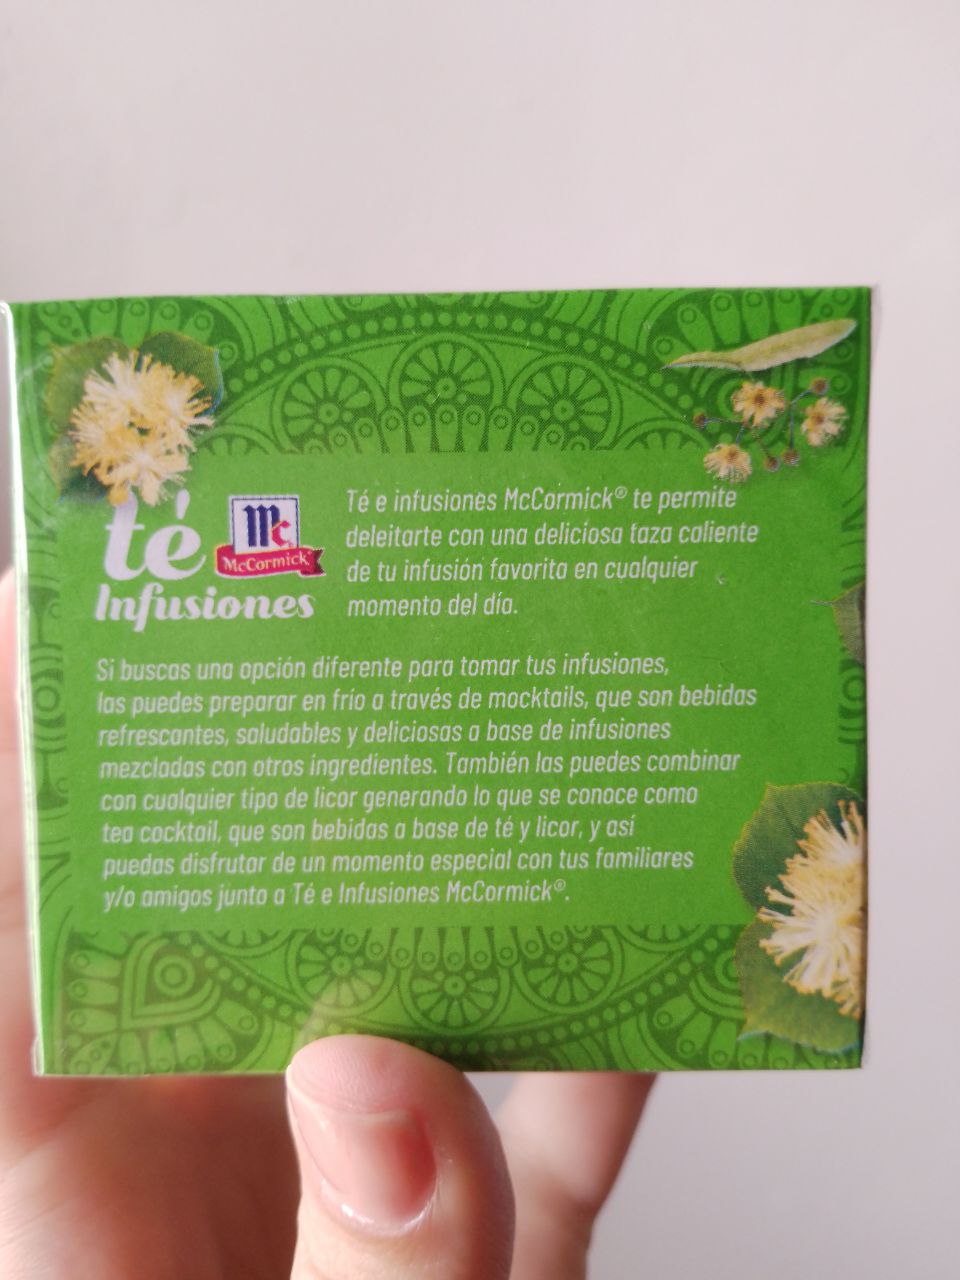 té
Infusiones
Mc
McCormick®
Té e infusiones McCormick® te permite
deleitarte con una deliciosa taza caliente
de tu infusión favorita en cualquier
momento del día.
Si buscas una opción diferente para tomar tus infusiones,
las puedes preparar en frío a través de mocktails, que son bebidas
refrescantes, saludables y deliciosas a base de infusiones
mezcladas con otros ingredientes. También las puedes combinar
con cualquier tipo de licor generando lo que se conoce como
tea cocktail, que son bebidas a base de té y licor, y así
puedas disfrutar de un momento especial con tus familiares
y/o amigos junto a Té e Infusiones McCormick®.